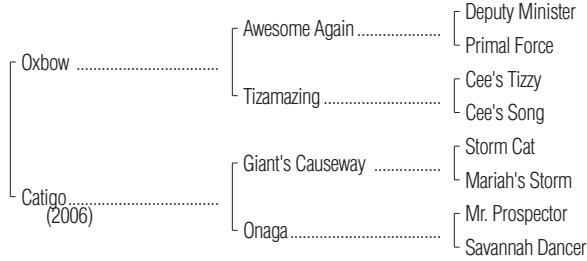 Deputy Minister
Awesome Again ....................
Primal Force
Oxbow ....................................
Cee's Tizzy
Tizamazing .............................
Cee's Song
Storm Cat
Giant's Causeway ................
Mariah's Storm
Catigo......................................
(2006)
Mr. Prospector
Onaga......................................
Savannah Dancer